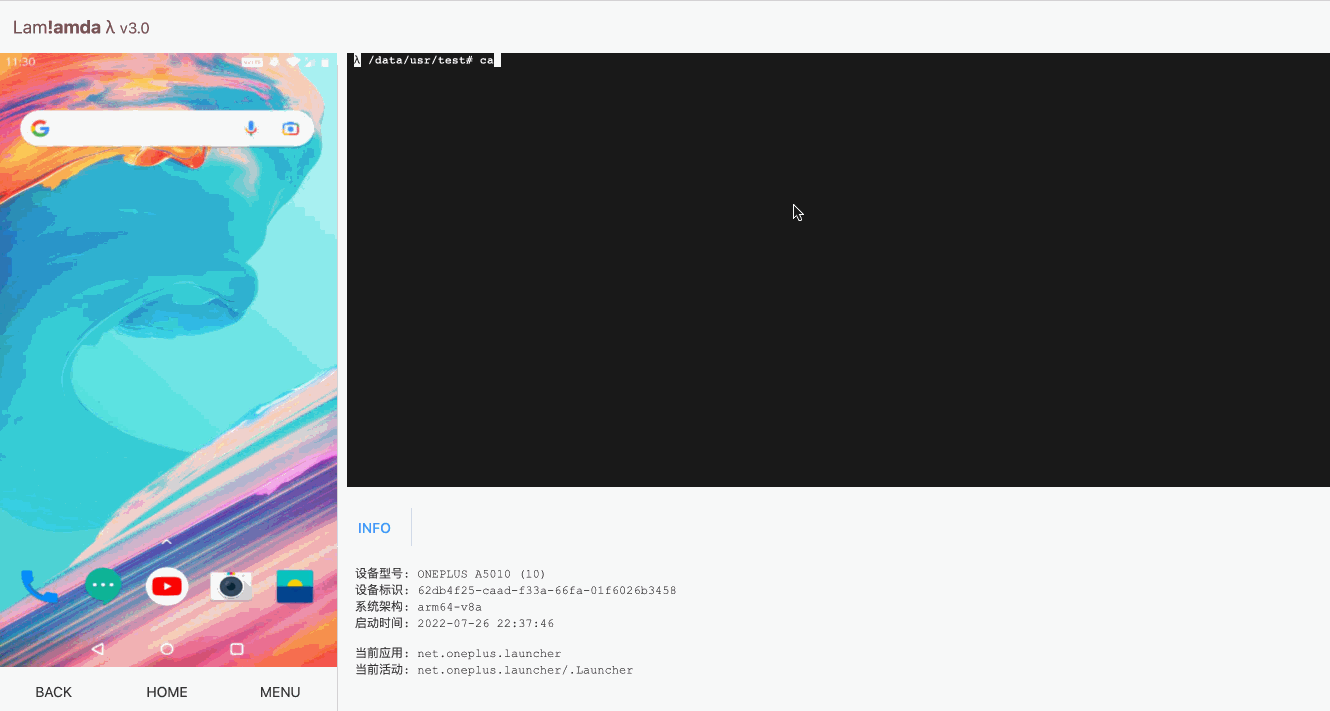 Lam!amda λ v3.0
11:30
λ /data/usr/test# ca
INFO
设备型号: ONEPLUS A5010 (10)
设备标识: 62db4f25-caad-f33a-66fa-01f6026b3458
系统架构: arm64-v8a
启动时间: 2022-07-26 22:37:46
当前应用: net.oneplus.launcher
当前活动: net.oneplus.launcher/.Launcher
BACK HOME MENU